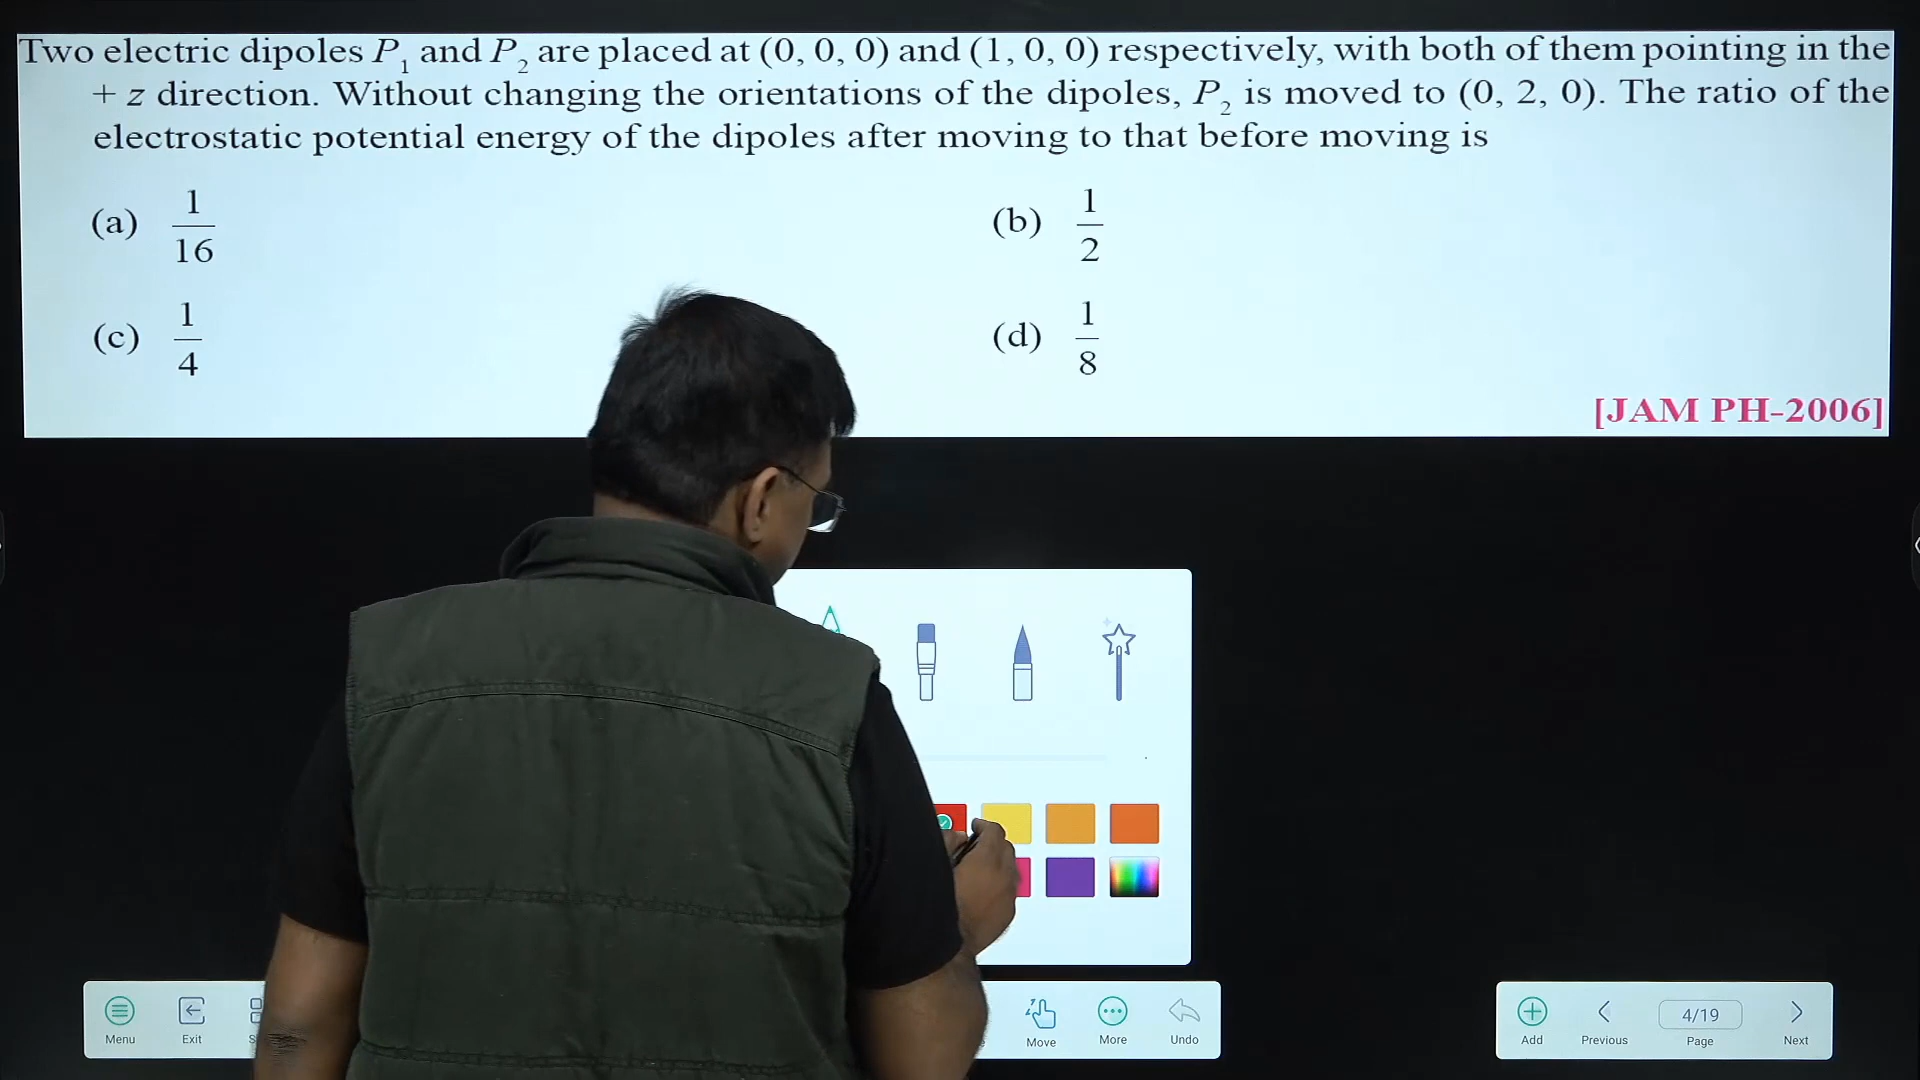 Two electric dipoles P₁ and P₂ are placed at (0, 0, 0) and (1, 0, 0) respectively, with both of them pointing in the
+ z direction. Without changing the orientations of the dipoles, P₂ is moved to (0, 2, 0). The ratio of the
electrostatic potential energy of the dipoles after moving to that before moving is
(a) 1/16 (b) 1/2
(c) 1/4 (d) 1/8
[JAM PH-2006]
Menu Exit Move More Undo Add Previous 4/19 Page Next